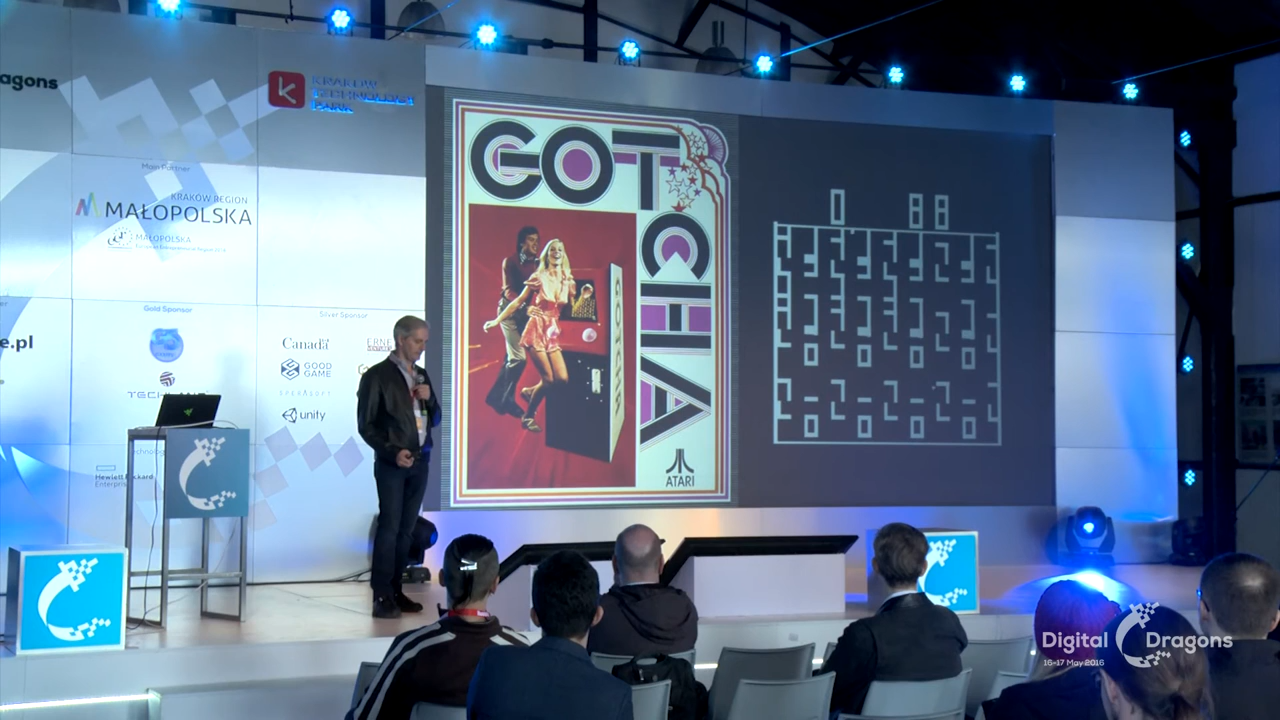 agons
KRAKOW
TECHNOLOGY
PARK
Main Partner
KRAKOW REGION
MAŁOPOLSKA
MAŁOPOLSKA
Gold Sponsor
Silver Sponsor
e.pl
Canada
GOOD
GAME
unity
Hewlett Packard
Enterprise
GOTCHA
GOTCHA
ATARI
0 88
Digital Dragons
16-17 May 2016